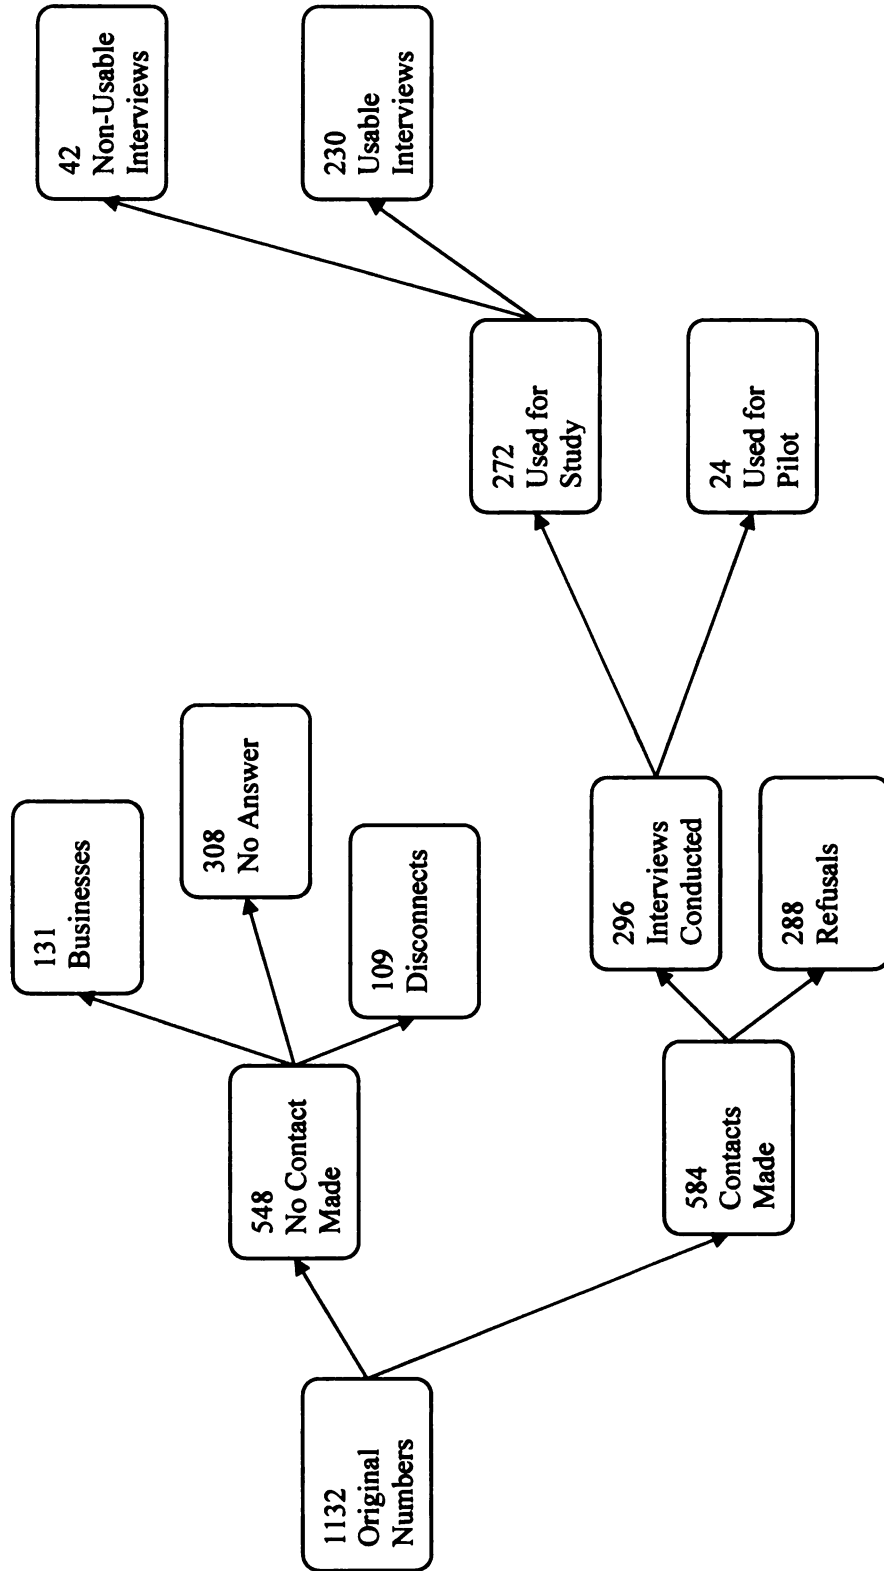 1132
Original
Numbers
548
No Contact
Made
584
Contacts
Made
131
Businesses
308
No Answer
109
Disconnects
296
Interviews
Conducted
288
Refusals
272
Used for
Study
24
Used for
Pilot
42
Non-Usable
Interviews
230
Usable
Interviews